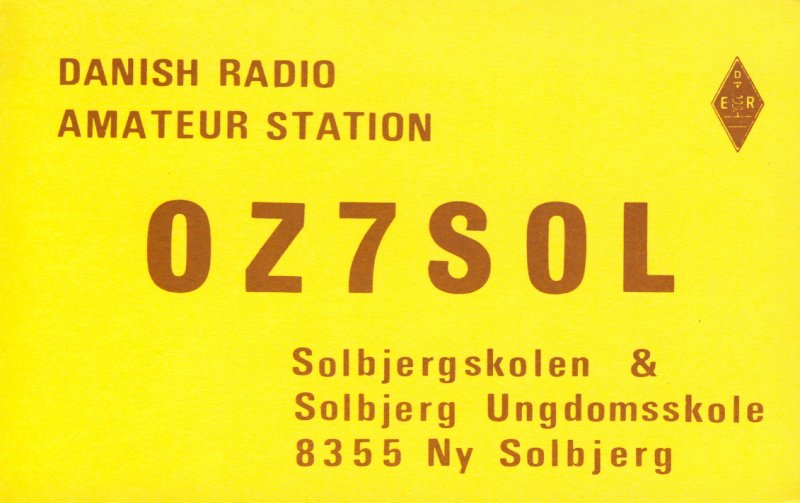 DANISH RADIO
AMATEUR STATION
OZ7SOL
Solbjergskolen &
Solbjerg Ungdomsskole
8355 Ny Solbjerg
E D R